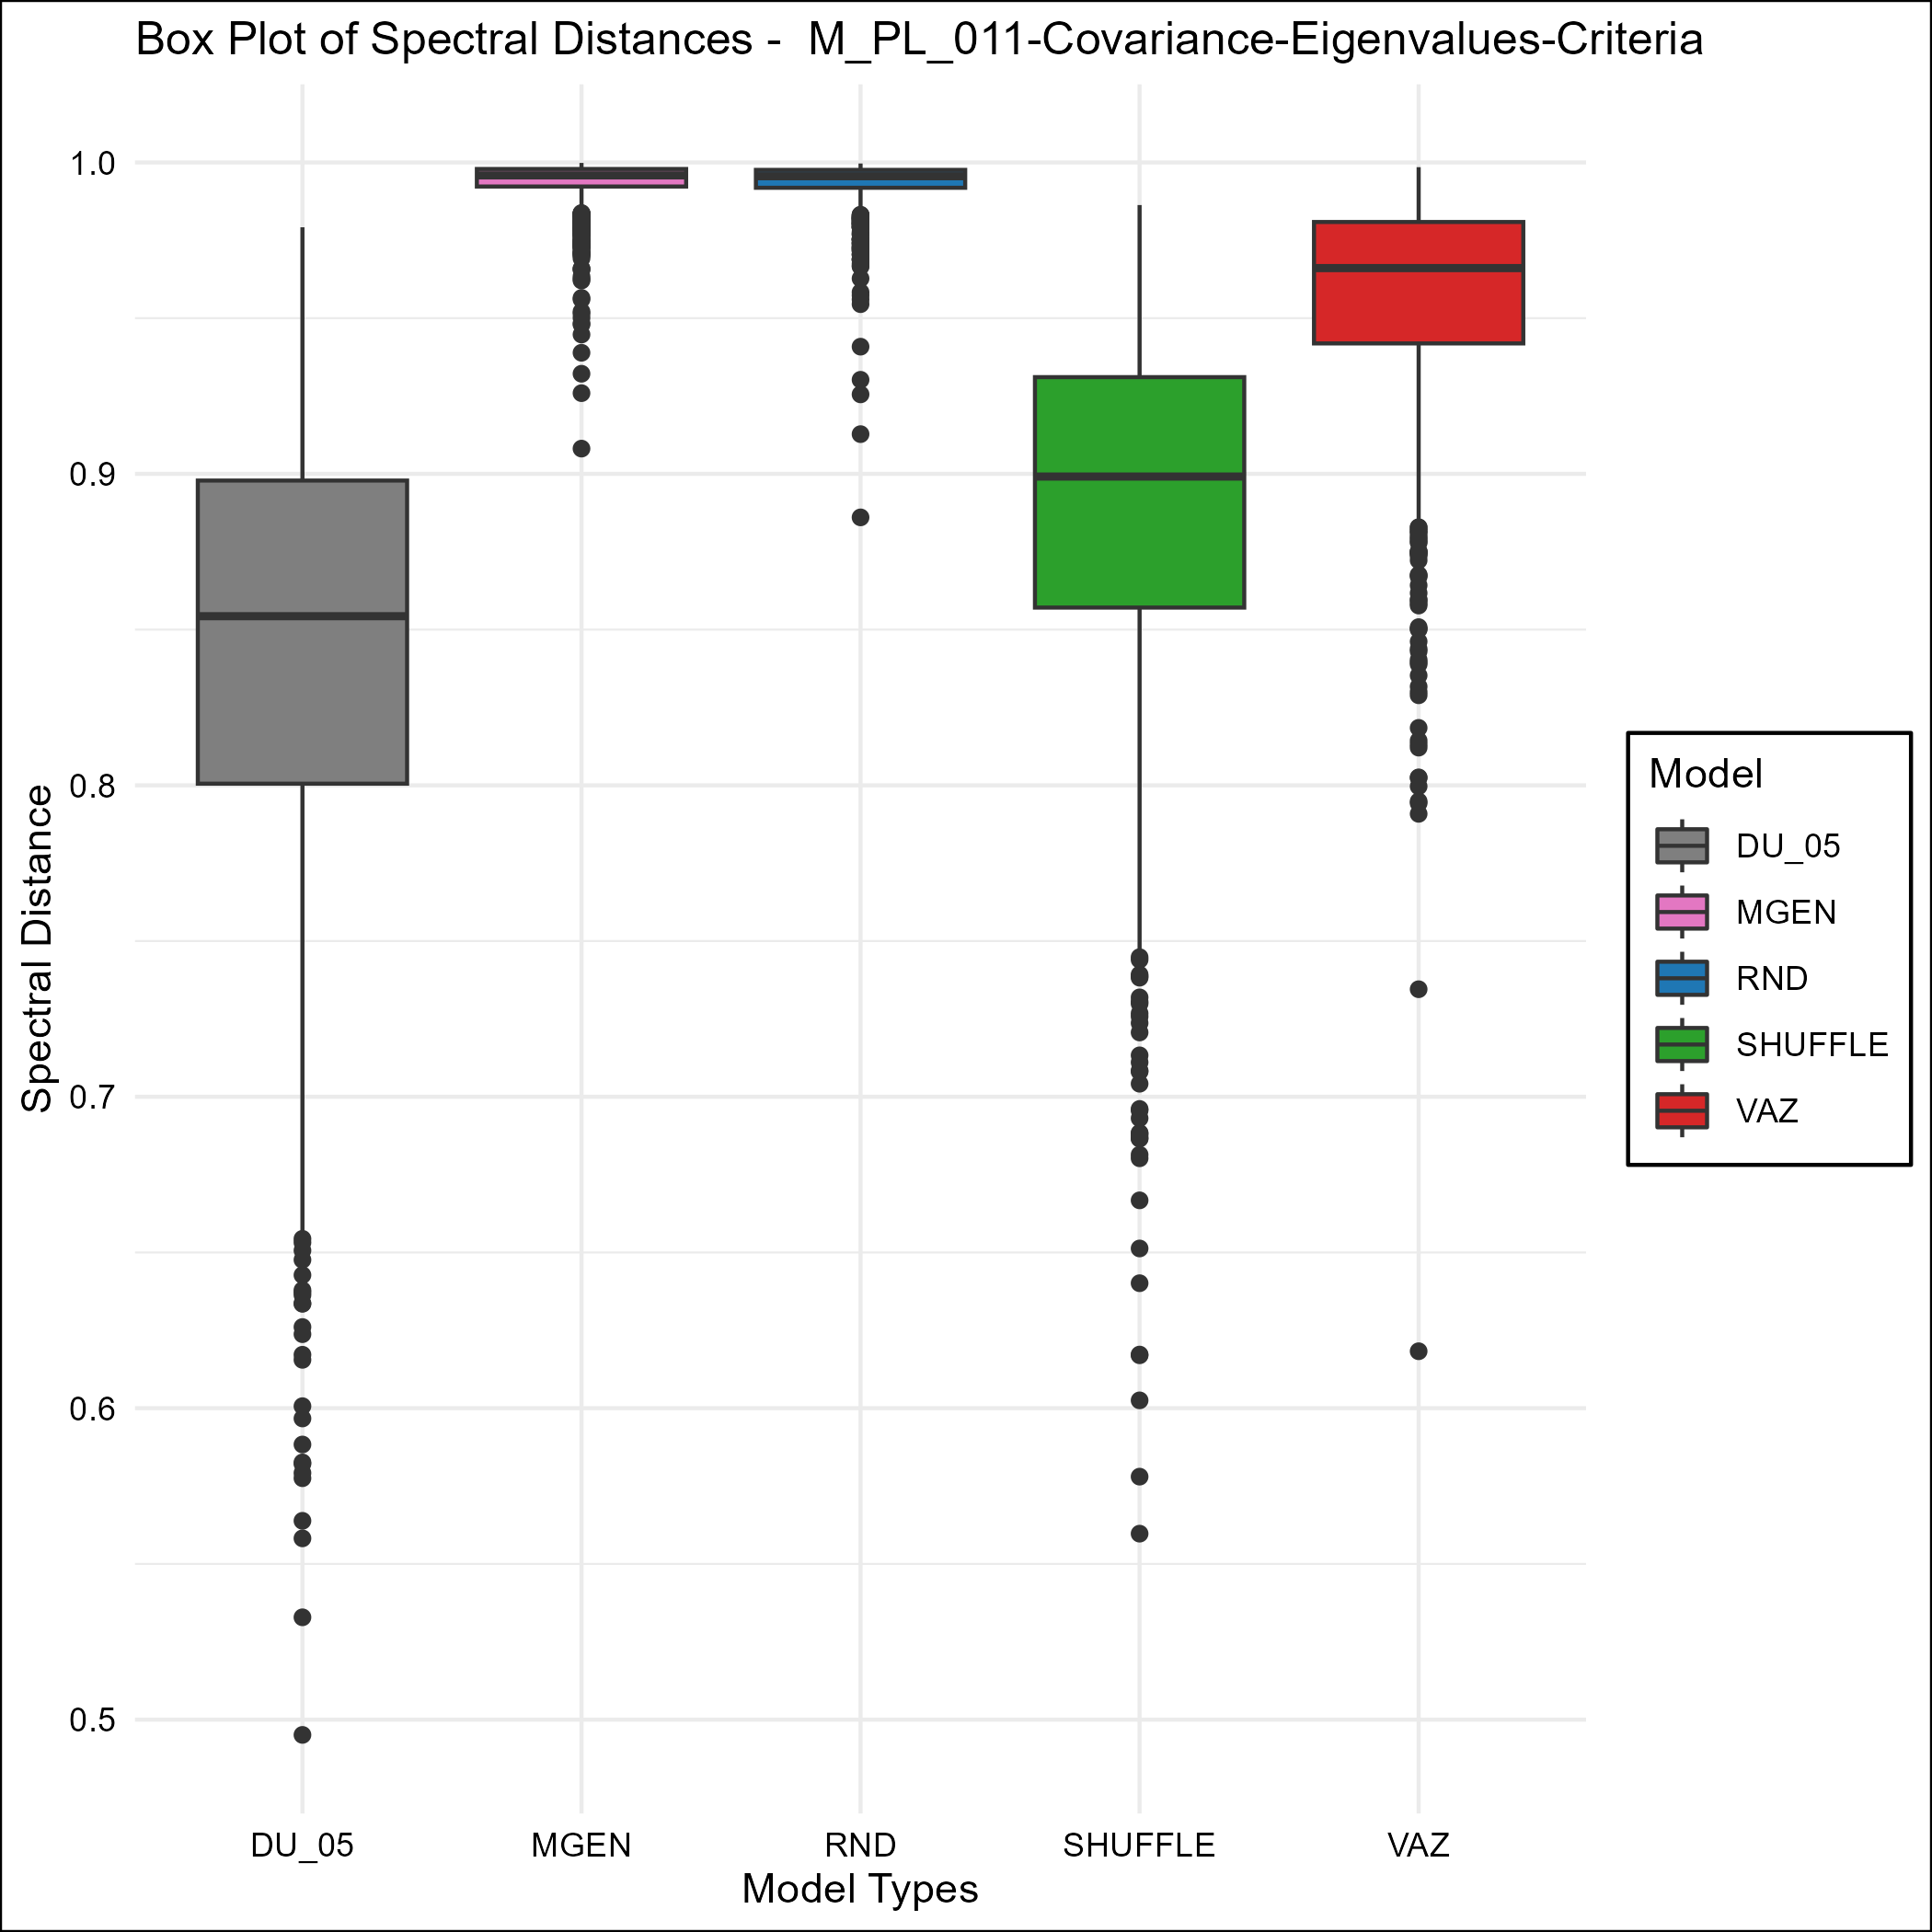 Box Plot of Spectral Distances -  M_PL_011-Covariance-Eigenvalues-Criteria
Spectral Distance
1.0
0.9
0.8
0.7
0.6
0.5
DU_05
MGEN
RND
SHUFFLE
VAZ
Model Types
Model
DU_05
MGEN
RND
SHUFFLE
VAZ